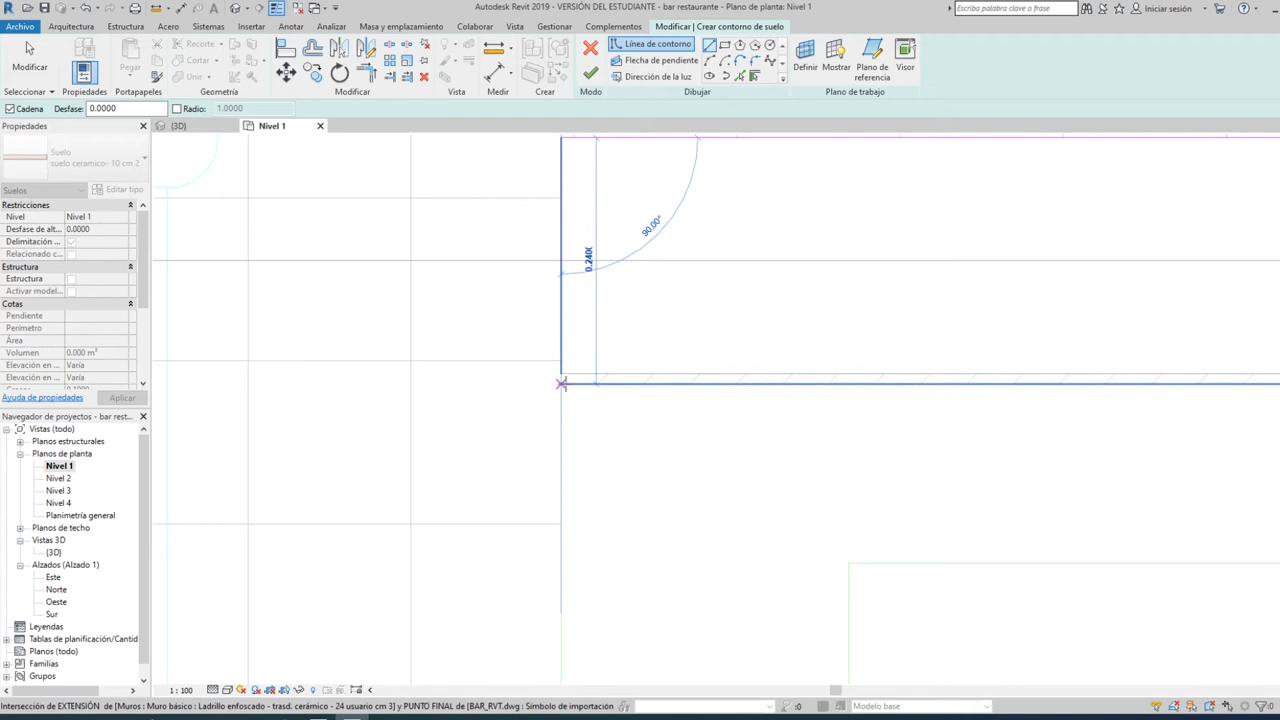 Autodesk Revit 2019 - VERSIÓN DEL ESTUDIANTE - bar restaurante - Plano de planta: Nivel 1
Escriba palabra clave o frase
Iniciar sesión
Archivo Arquitectura Estructura Acero Sistemas Insertar Anotar Analizar Masa y emplazamiento Colaborar Vista Gestionar Complementos Modificar | Crear contorno de suelo
Modificar
Pegar
Recorte
Cortar
Unir
Línea de contorno
Flecha de pendiente
Dirección de la luz
Definir Mostrar Plano de referencia Visor
Seleccionar Propiedades Portapapeles Geometría Modificar Vista Medir Crear Modo Dibujar Plano de trabajo
Cadena Desfase: 0.0000 Radio: 1.0000
Propiedades
{3D}
Nivel 1
Suelo
suelo ceramico- 10 cm 2
Suelos Editar tipo
Restricciones
Nivel Nivel 1
Desfase de alt... 0.0000
Delimitación ...
Relacionado c...
Estructura
Estructura
Activar model...
Cotas
Pendiente
Perímetro
Área
Volumen 0.000 m³
Elevación en ... Varía
Elevación en ... Varía
Ayuda de propiedades Aplicar
Navegador de proyectos - bar rest...
Vistas (todo)
Planos estructurales
Planos de planta
Nivel 1
Nivel 2
Nivel 3
Nivel 4
Planimetría general
Planos de techo
Vistas 3D
{3D}
Alzados (Alzado 1)
Este
Norte
Oeste
Sur
Leyendas
Tablas de planificación/Cantid
Planos (todo)
Familias
Grupos
90.00°
0.240
1 : 100
Intersección de EXTENSIÓN de [Muros : Muro básico : Ladrillo enfoscado - trasd. cerámico - 24 usuario cm 3] y PUNTO FINAL de [BAR_RVT.dwg : Símbolo de importación
:0
Modelo base
:0